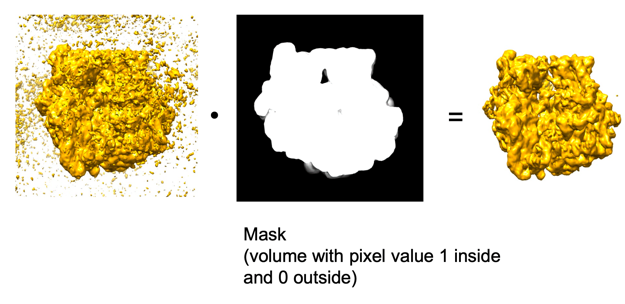 · =
Mask
(volume with pixel value 1 inside
and 0 outside)